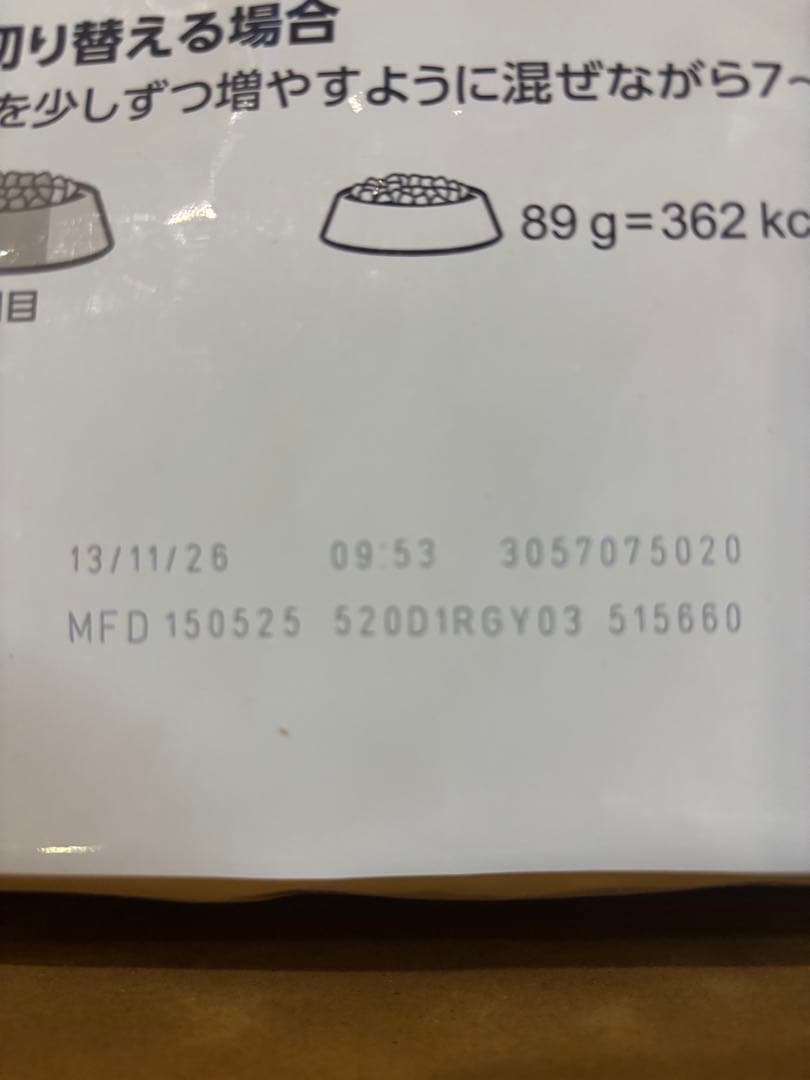 切り替える場合
を少しずつ増やすように混ぜながら7~
89 g=362 kc
目
13/11/26 09:53 3057075020
MFD 150525 520D1RGY03 515660